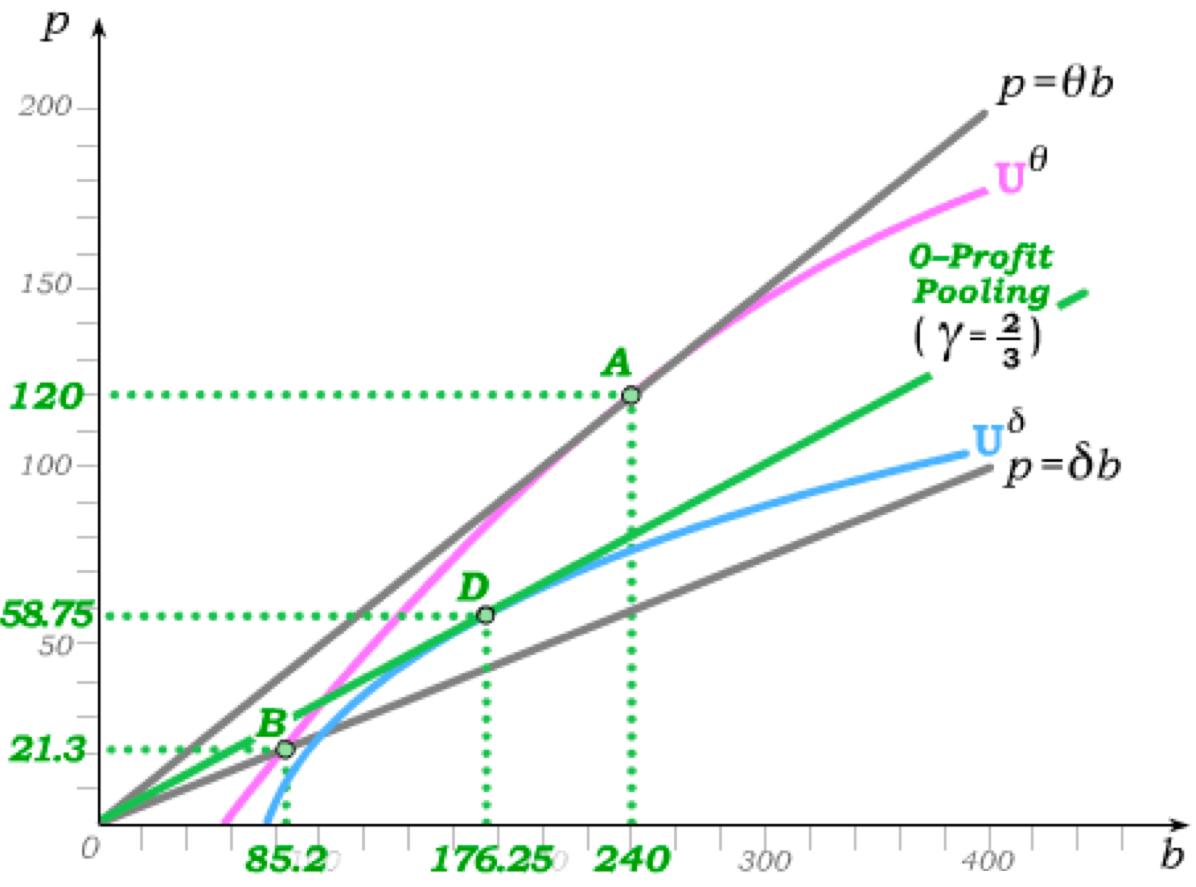 p
200
p=θb
U^θ
0–Profit
Pooling
( γ = 2/3 )
150
A
120
U^δ
100
p=δb
D
58.75
50
B
21.3
0
85.2
176.25
240
300
400
b